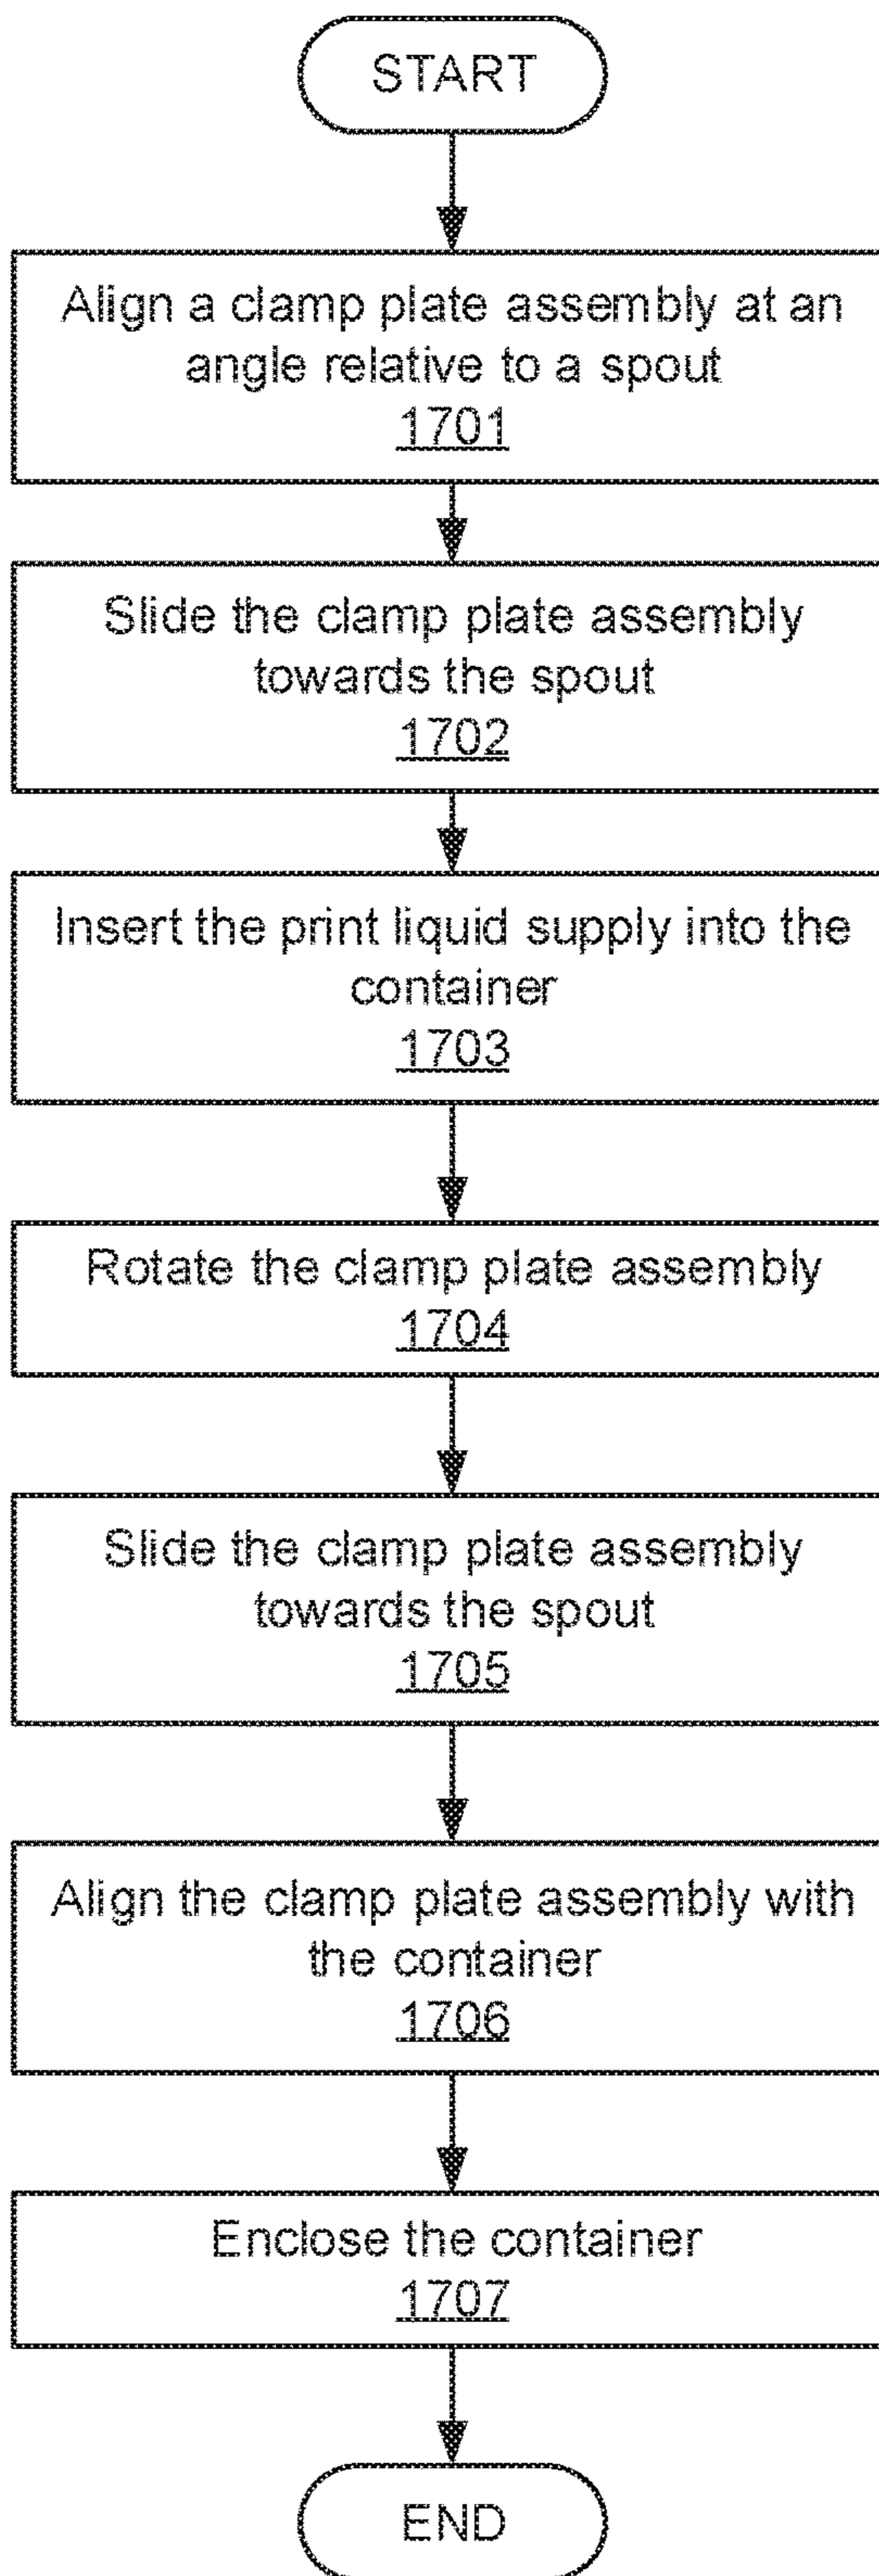 START
Align a clamp plate assembly at an
angle relative to a spout
1701
Slide the clamp plate assembly
towards the spout
1702
Insert the print liquid supply into the
container
1703
Rotate the clamp plate assembly
1704
Slide the clamp plate assembly
towards the spout
1705
Align the clamp plate assembly with
the container
1706
Enclose the container
1707
END